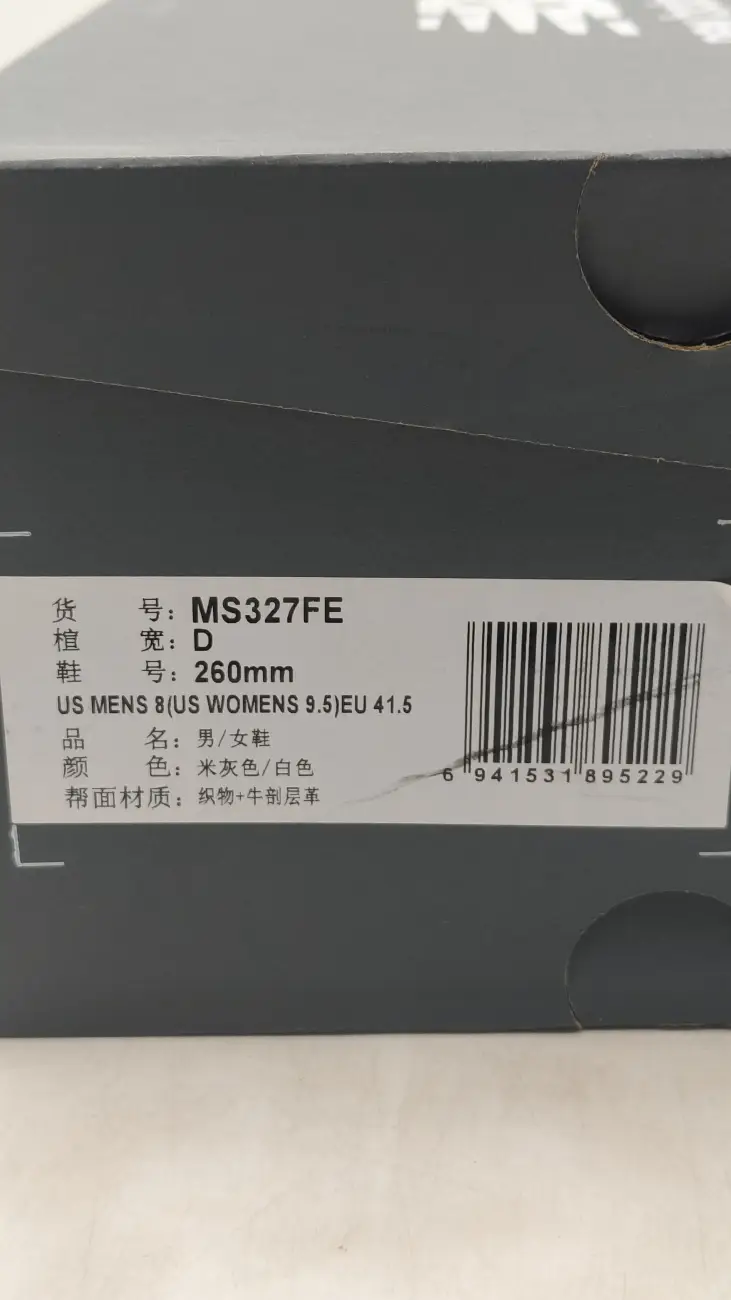 货 号：MS327FE
楦 宽：D
鞋 号：260mm
US MENS 8(US WOMENS 9.5)EU 41.5
品 名：男/女鞋
颜 色：米灰色/白色
帮面材质：织物+牛剖层革
6 941531 895229